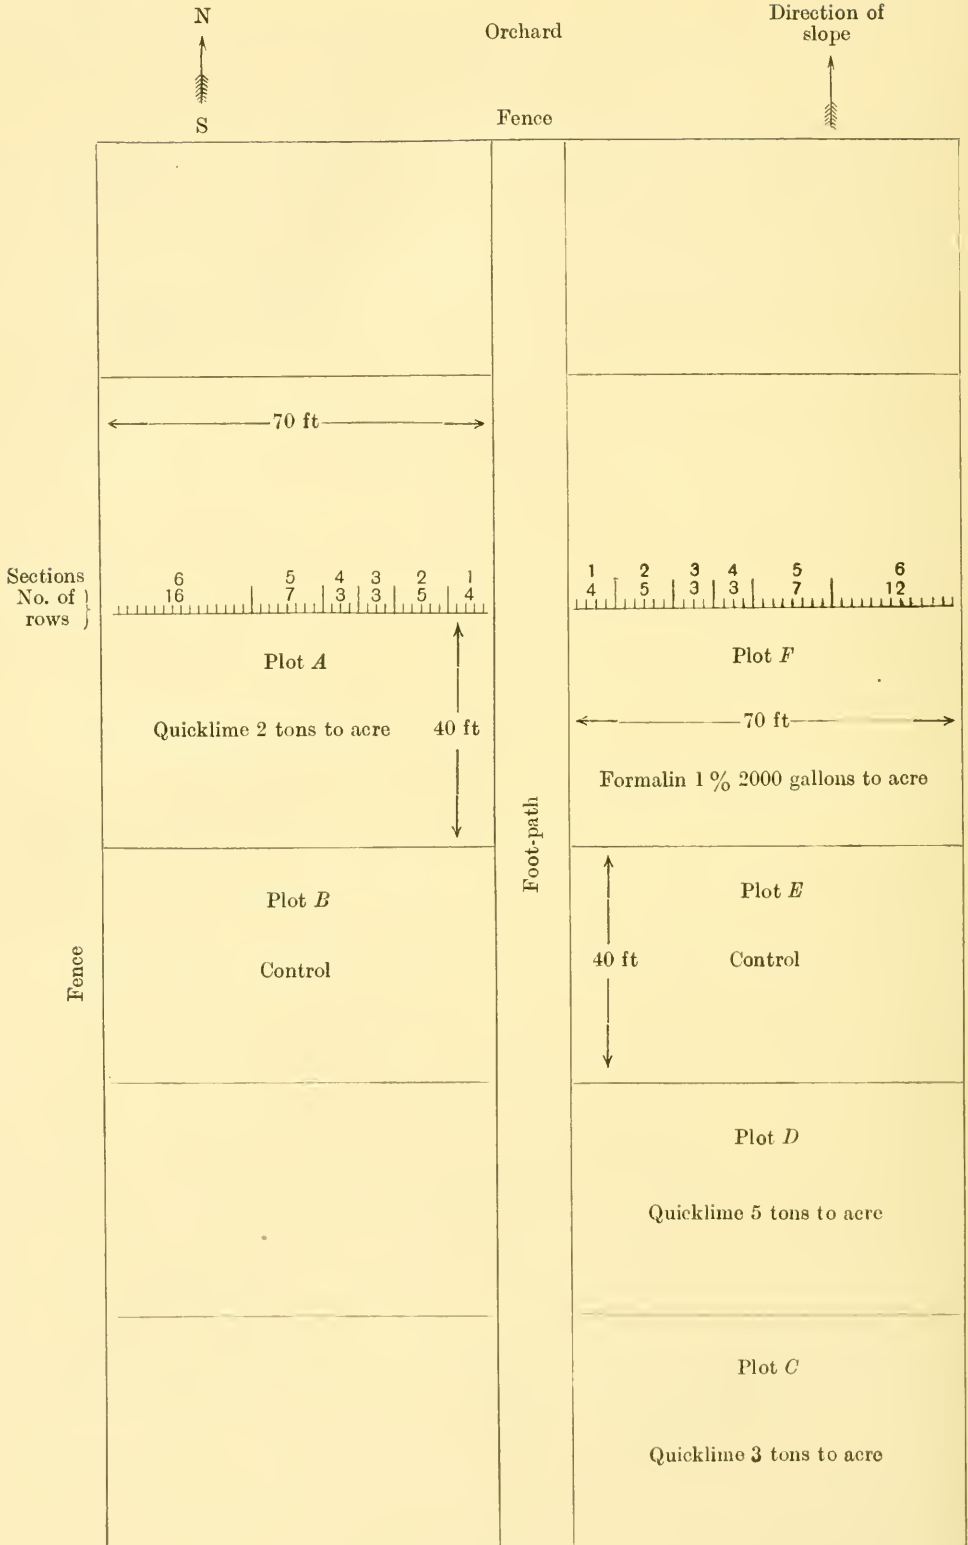 N
S
Orchard
Direction of
slope
Fence
70 ft
Sections
No. of
rows
6 5 4 3 2 1
16 7 3 3 5 4
1 2 3 4 5 6
4 5 3 3 7 12
Plot A
Quicklime 2 tons to acre
40 ft
Plot F
70 ft
Formalin 1 % 2000 gallons to acre
Foot-path
Fence
Plot B
Control
Plot E
40 ft
Control
Plot D
Quicklime 5 tons to acre
Plot C
Quicklime 3 tons to acre